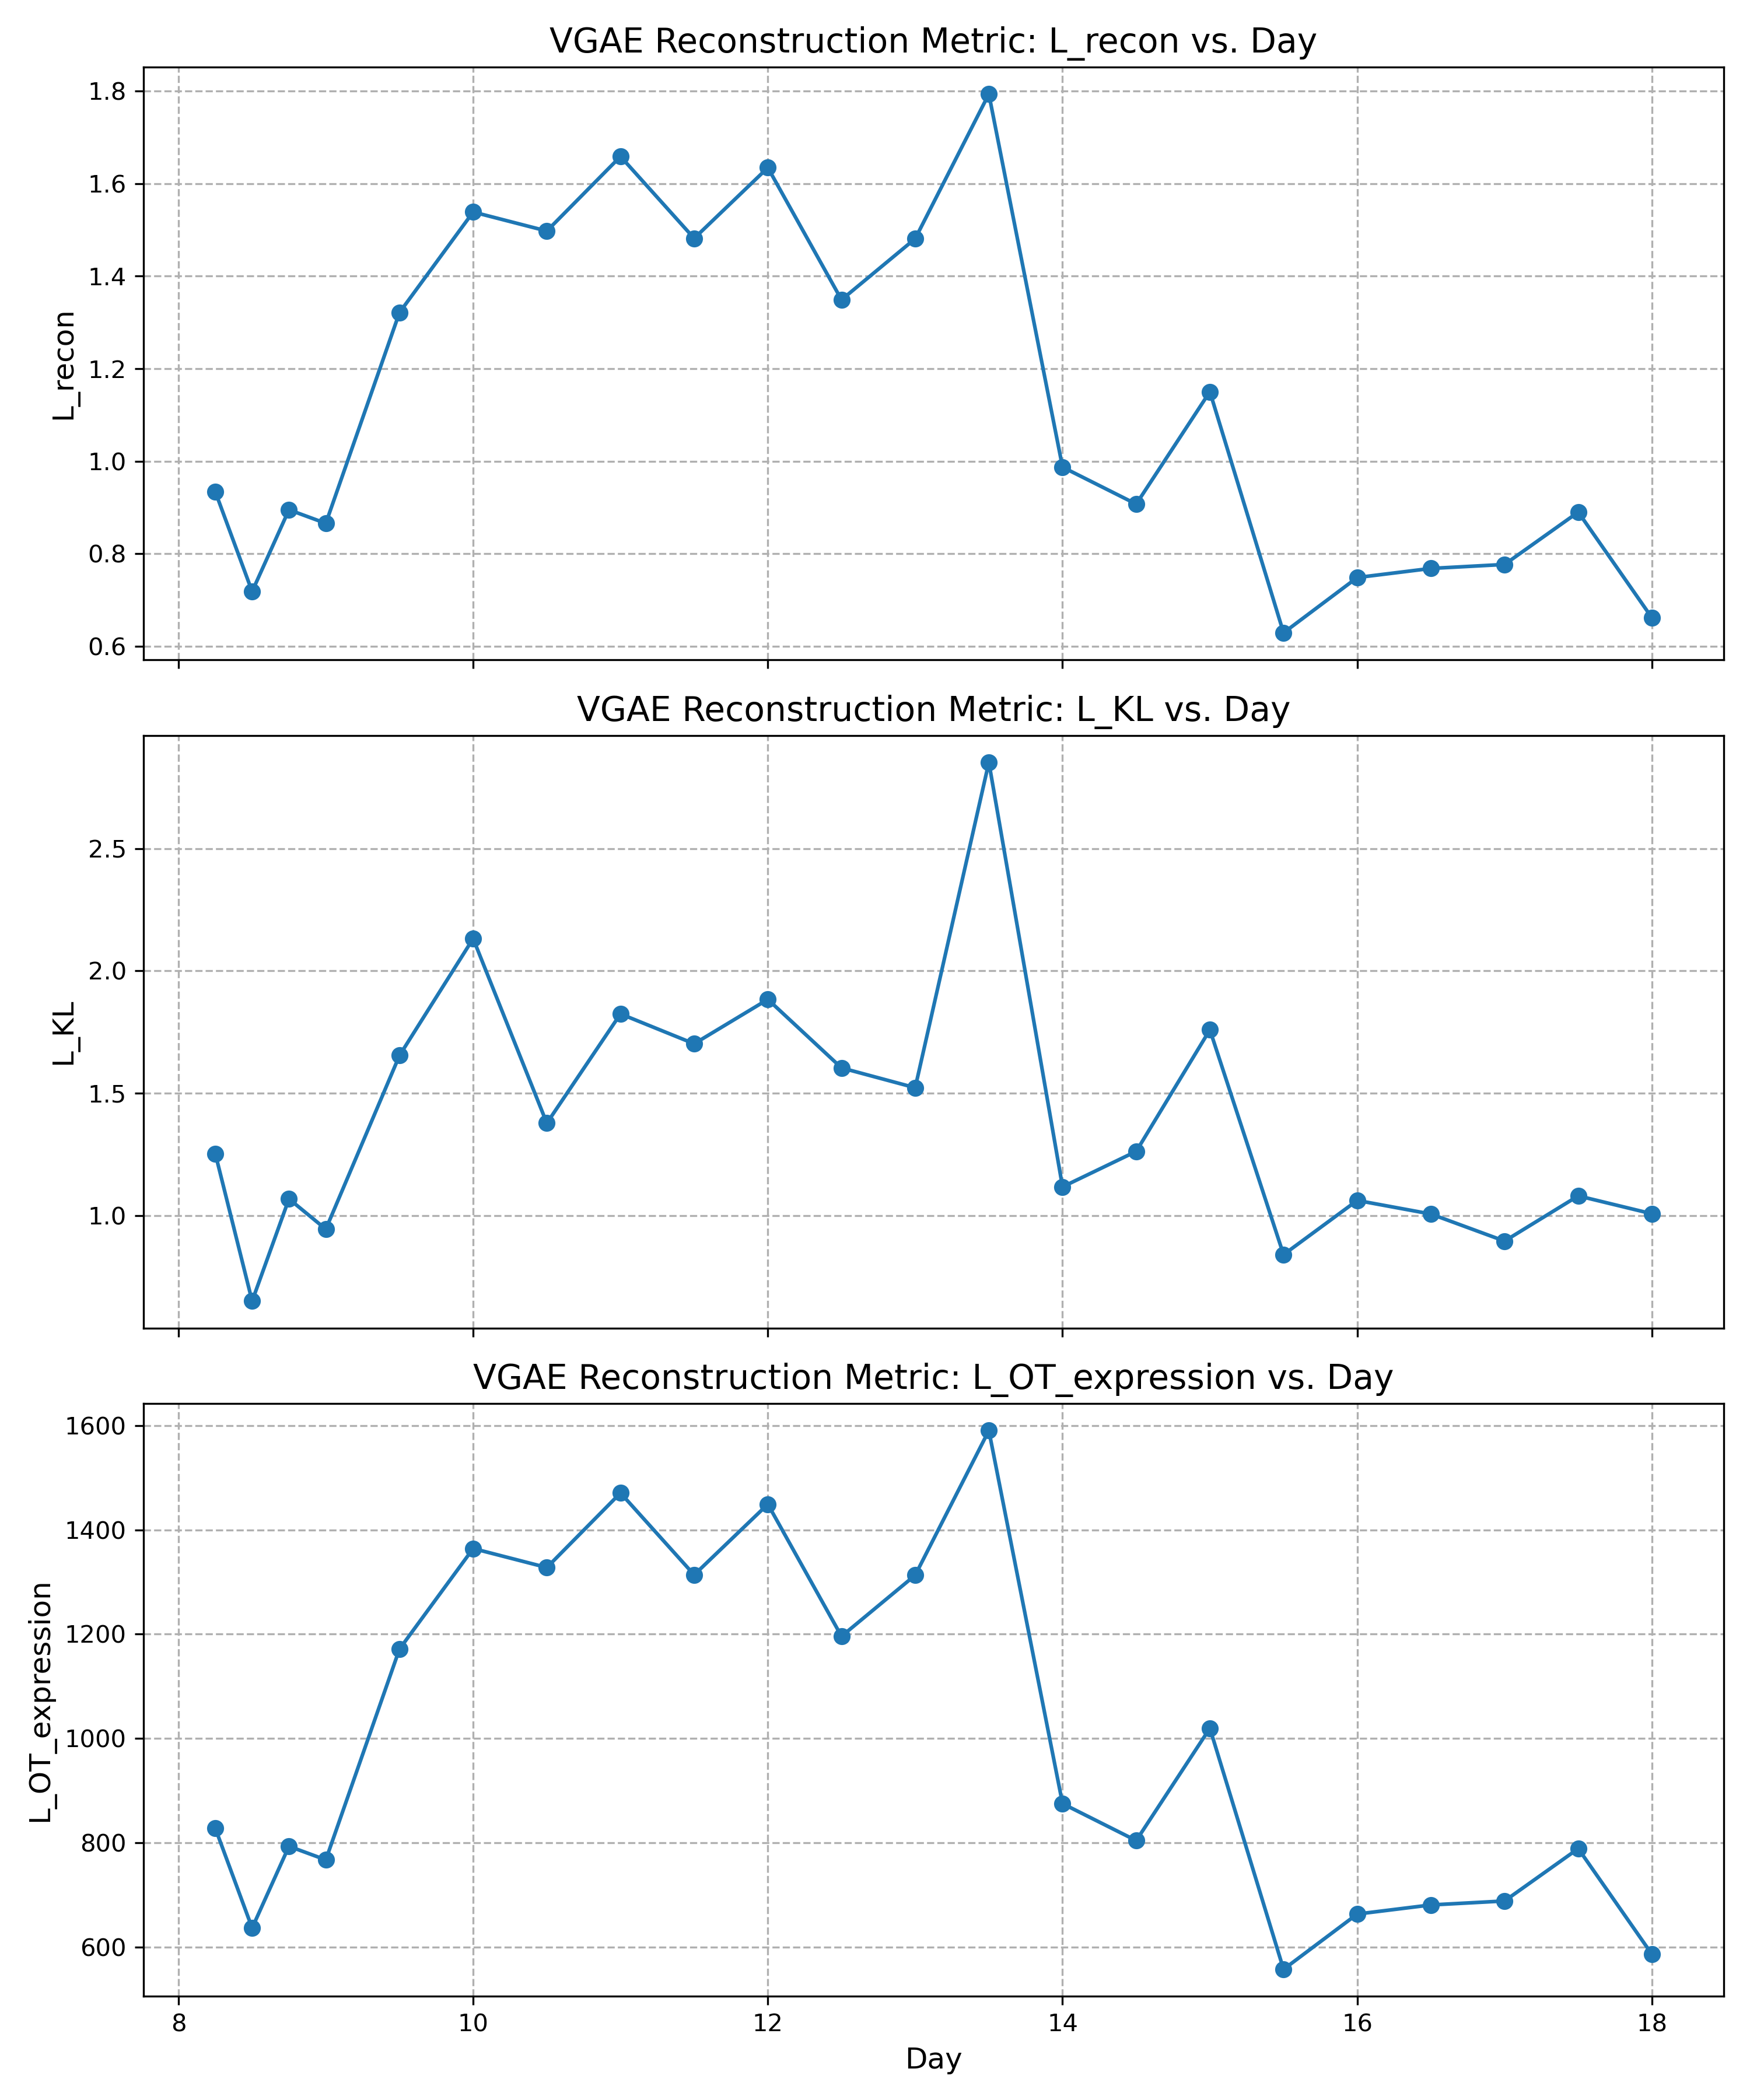 VGAE Reconstruction Metric: L_recon vs. Day
1.8
1.6
1.4
1.2
1.0
0.8
0.6
L_recon
VGAE Reconstruction Metric: L_KL vs. Day
2.5
2.0
1.5
1.0
L_KL
VGAE Reconstruction Metric: L_OT_expression vs. Day
1600
1400
1200
1000
800
600
L_OT_expression
8 10 12 14 16 18
Day